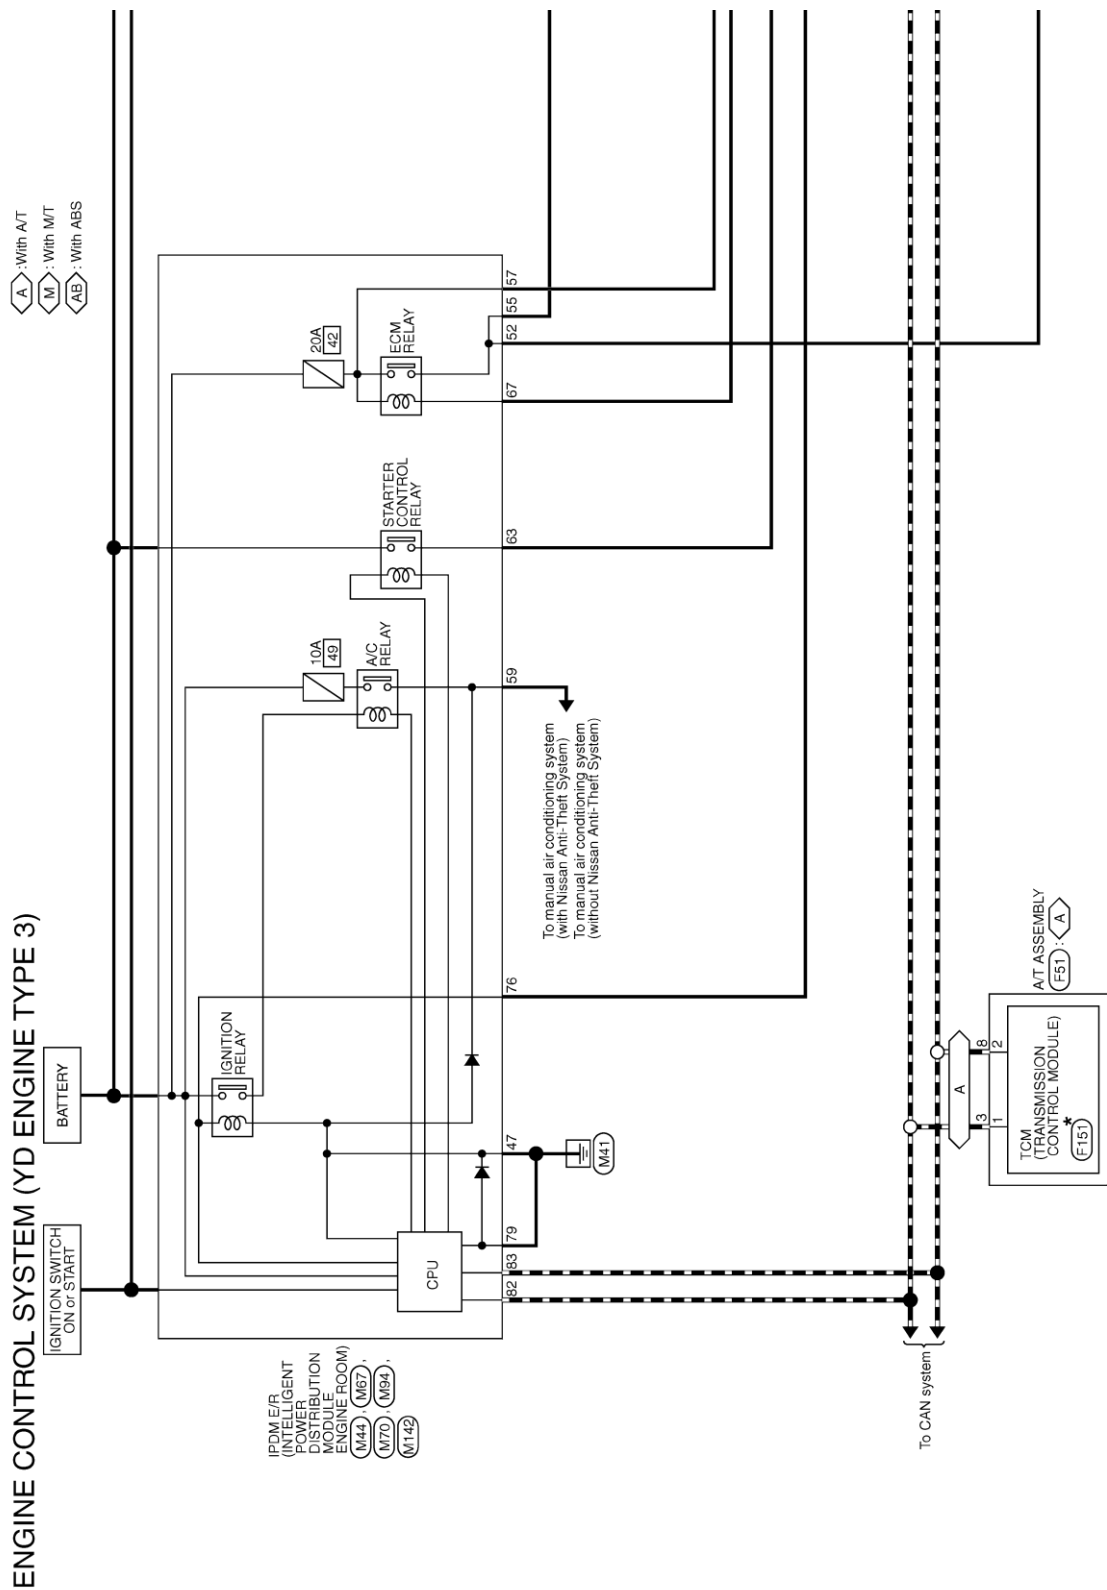 ENGINE CONTROL SYSTEM (YD ENGINE TYPE 3)
A : With A/T
M : With M/T
AB : With ABS
IGNITION SWITCH
ON or START
BATTERY
IPDM E/R
(INTELLIGENT
POWER
DISTRIBUTION
MODULE
ENGINE ROOM)
M44 , M67 ,
M70 , M94 ,
M142
IGNITION
RELAY
10A
49
A/C
RELAY
STARTER
CONTROL
RELAY
20A
42
ECM
RELAY
CPU
82
83
79
47
76
59
63
67
52
55
57
M41
To manual air conditioning system
(with Nissan Anti-Theft System)
To manual air conditioning system
(without Nissan Anti-Theft System)
To CAN system
A
3
8
1
2
TCM
(TRANSMISSION
CONTROL MODULE)
*
F151
A/T ASSEMBLY
F51 : A